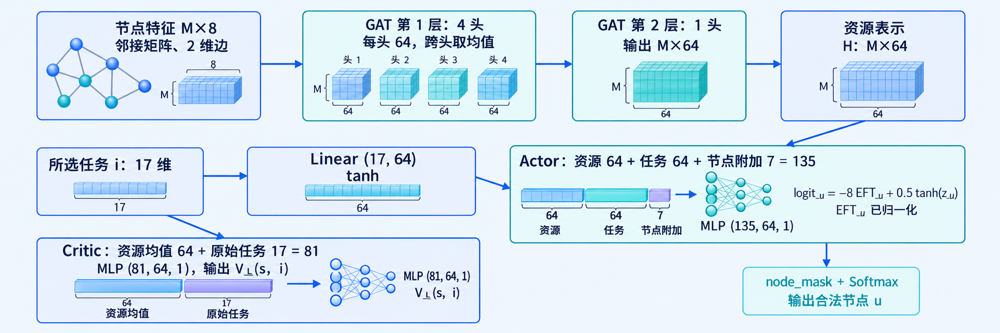 节点特征 M×8
邻接矩阵、2 维边
8
M
GAT 第 1 层：4 头
每头 64，跨头取均值
头 1
头 2
头 3
头 4
M
64
64
64
64
GAT 第 2 层：1 头
输出 M×64
M
64
资源表示
H：M×64
M
64
所选任务 i：17 维
17
Linear (17, 64)
tanh
64
Actor：资源 64 + 任务 64 + 节点附加 7 = 135
64
64
7
资源
任务
节点附加
MLP (135, 64, 1)
logit_u = −8 EFT_u + 0.5 tanh(z_u)
EFT_u 已归一化
Critic：资源均值 64 + 原始任务 17 = 81
MLP (81, 64, 1)，输出 V_L(s, i)
64
17
资源均值
原始任务
MLP (81, 64, 1)
V_L(s, i)
node_mask + Softmax
输出合法节点 u